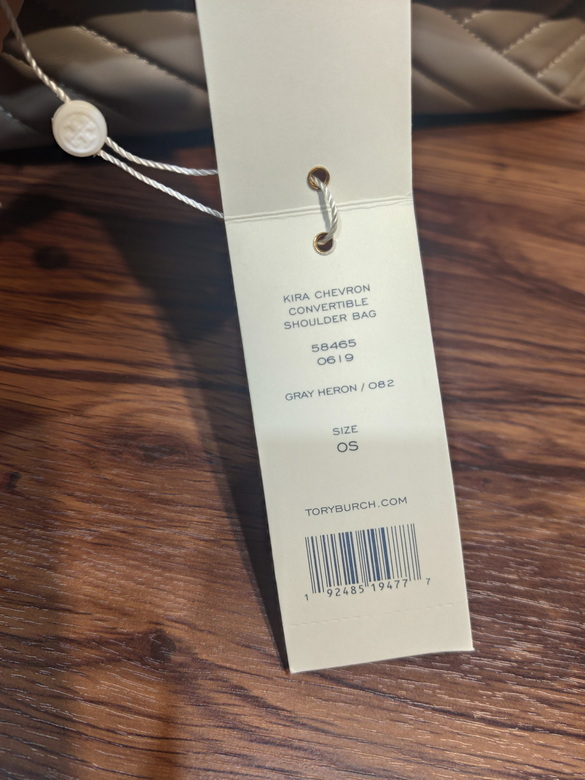 KIRA CHEVRON
CONVERTIBLE
SHOULDER BAG
58465
0619
GRAY HERON / 082
SIZE
OS
TORYBURCH.COM
1 92485 19477 7